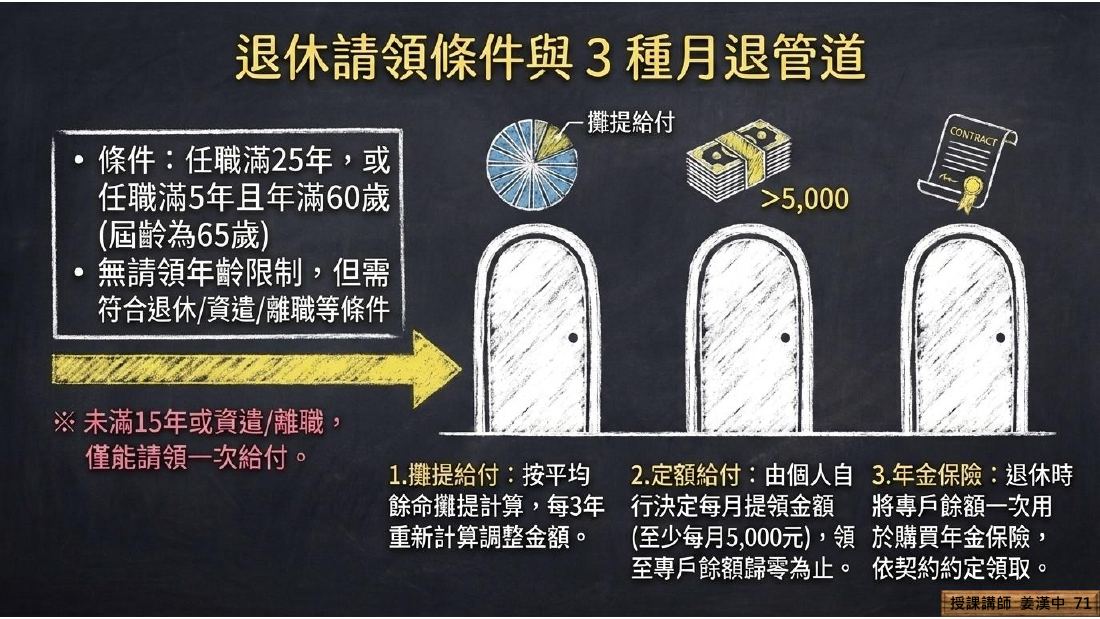 退休請領條件與 3 種月退管道
• 條件：任職滿25年，或
任職滿5年且年滿60歲
(屆齡為65歲)
• 無請領年齡限制，但需
符合退休/資遣/離職等條件
※ 未滿15年或資遣/離職，
僅能請領一次給付。
攤提給付
>5,000
CONTRACT
1.攤提給付：按平均
餘命攤提計算，每3年
重新計算調整金額。
2.定額給付：由個人自
行決定每月提領金額
(至少每月5,000元)，領
至專戶餘額歸零為止。
3.年金保險：退休時
將專戶餘額一次用
於購買年金保險，
依契約約定領取。
授課講師 姜漢中 71